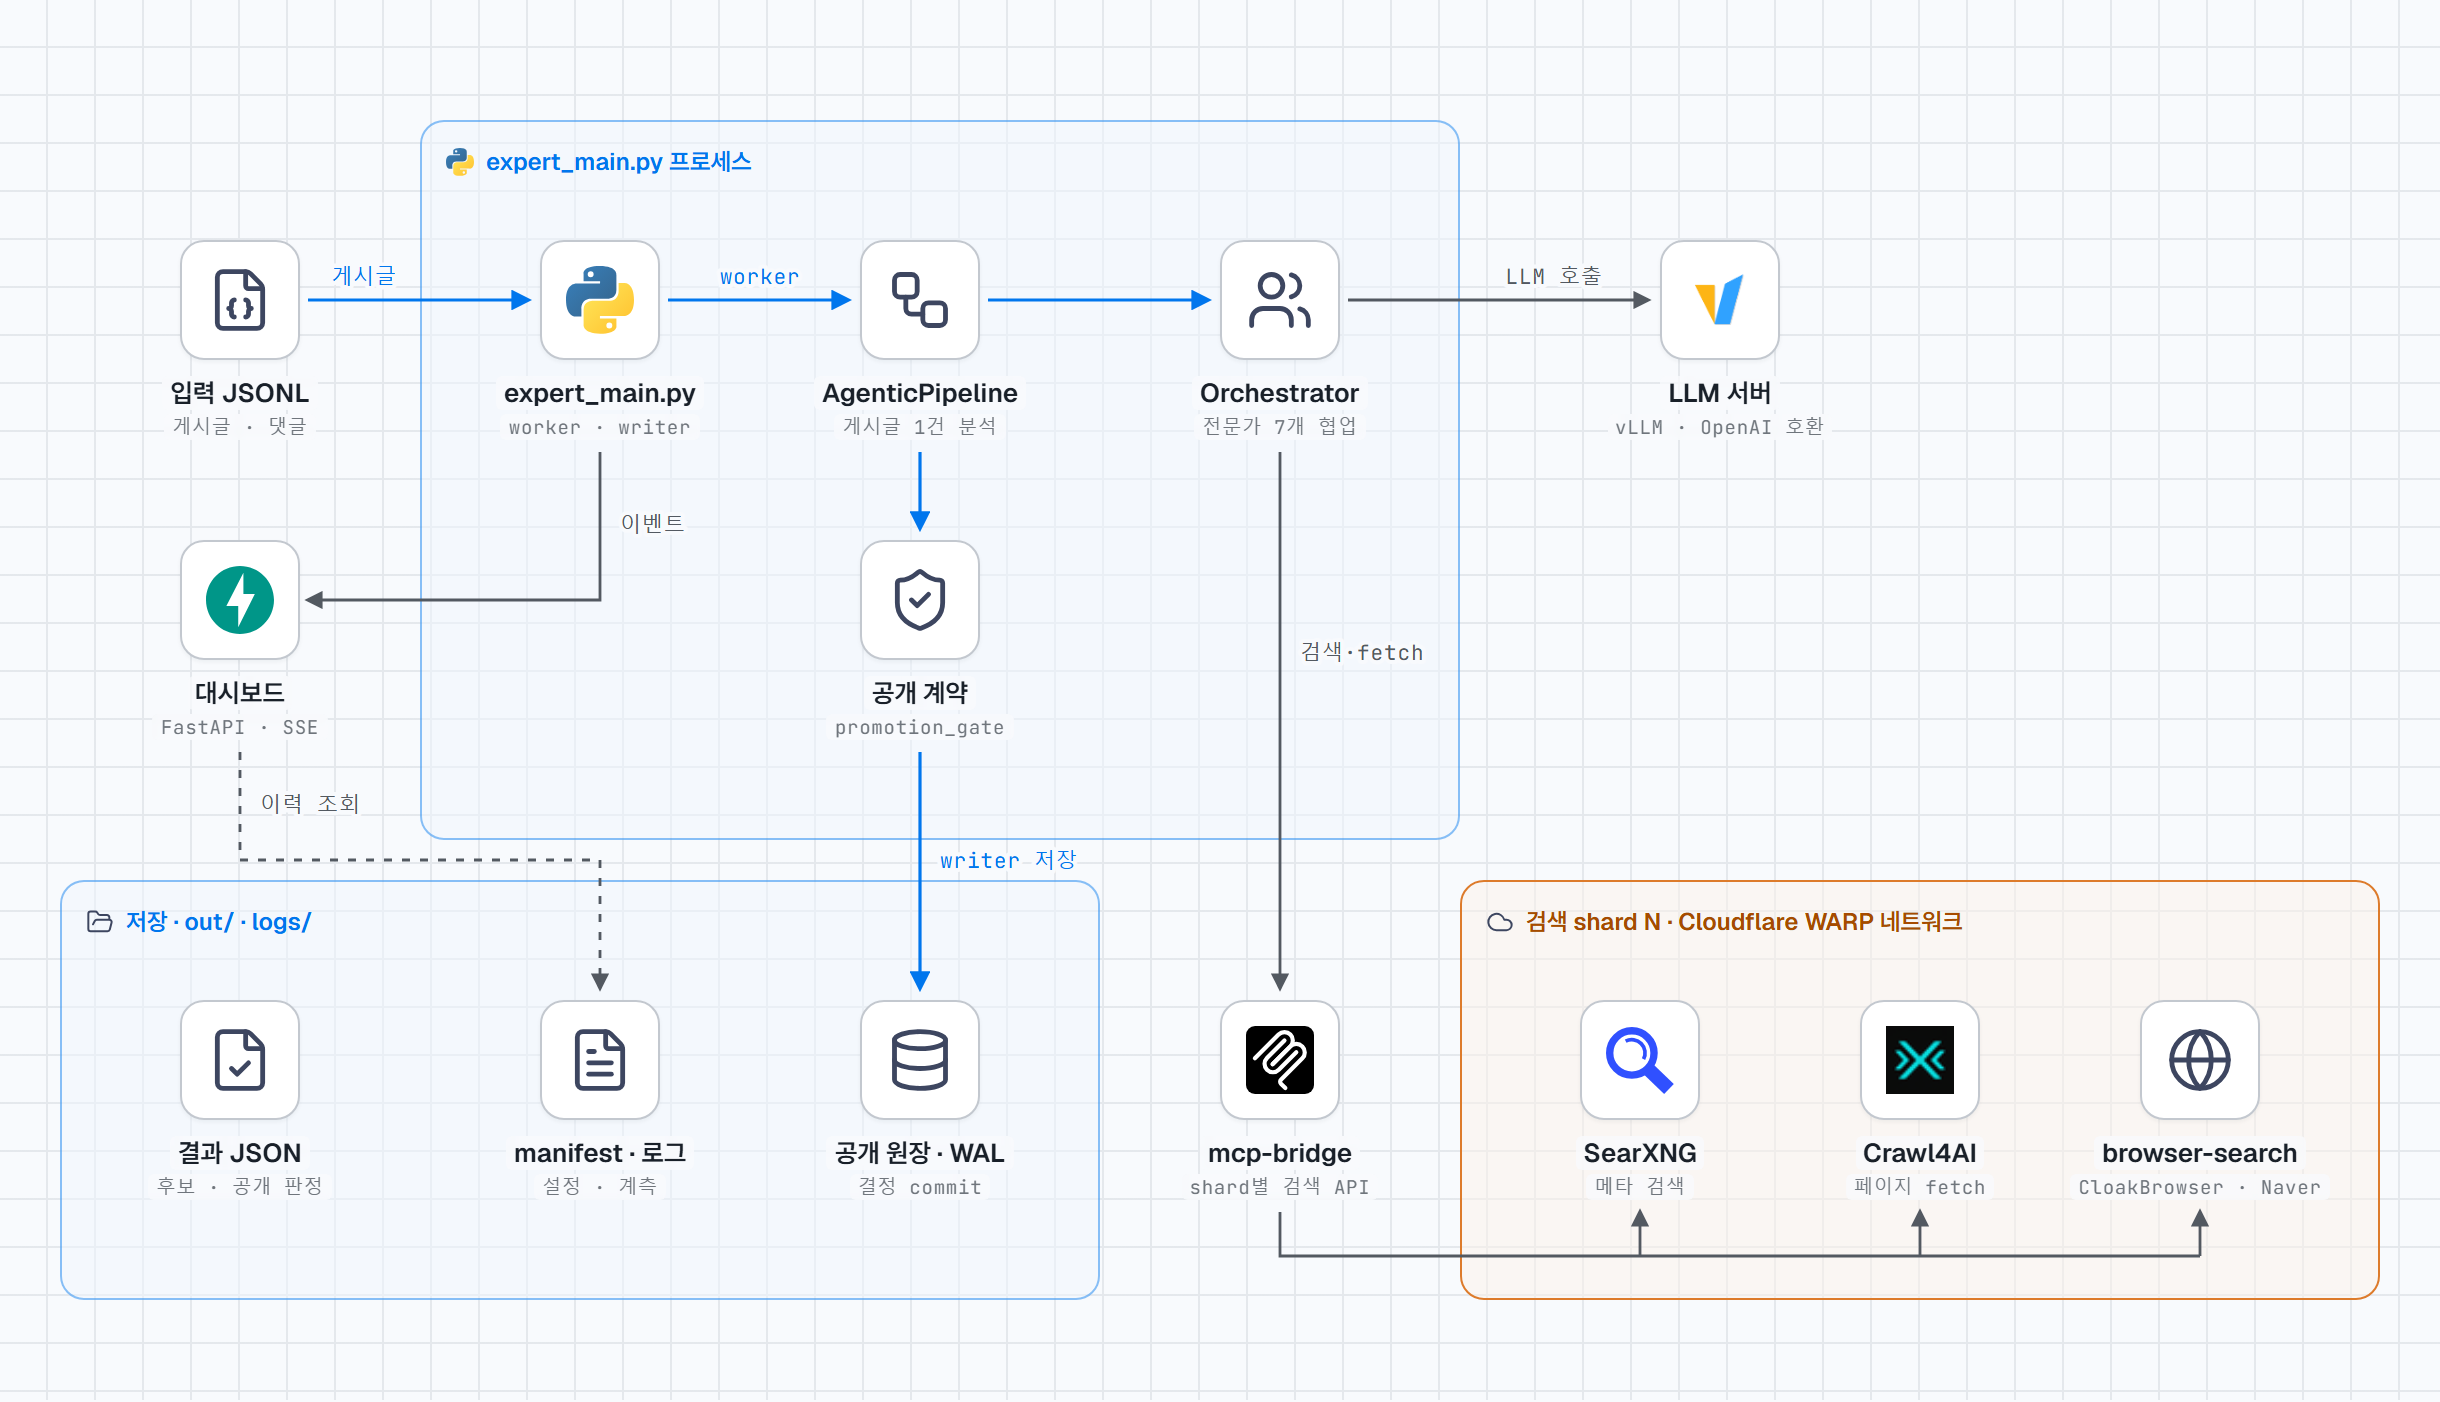 expert_main.py 프로세스
게시글
worker
LLM 호출
입력 JSONL
게시글 · 댓글
expert_main.py
worker · writer
AgenticPipeline
게시글 1건 분석
Orchestrator
전문가 7개 협업
LLM 서버
vLLM · OpenAI 호환
이벤트
검색·fetch
대시보드
FastAPI · SSE
공개 계약
promotion_gate
이력 조회
writer 저장
저장 · out/ · logs/
검색 shard N · Cloudflare WARP 네트워크
결과 JSON
후보 · 공개 판정
manifest · 로그
설정 · 계측
공개 원장 · WAL
결정 commit
mcp-bridge
shard별 검색 API
SearXNG
메타 검색
Crawl4AI
페이지 fetch
browser-search
CloakBrowser · Naver